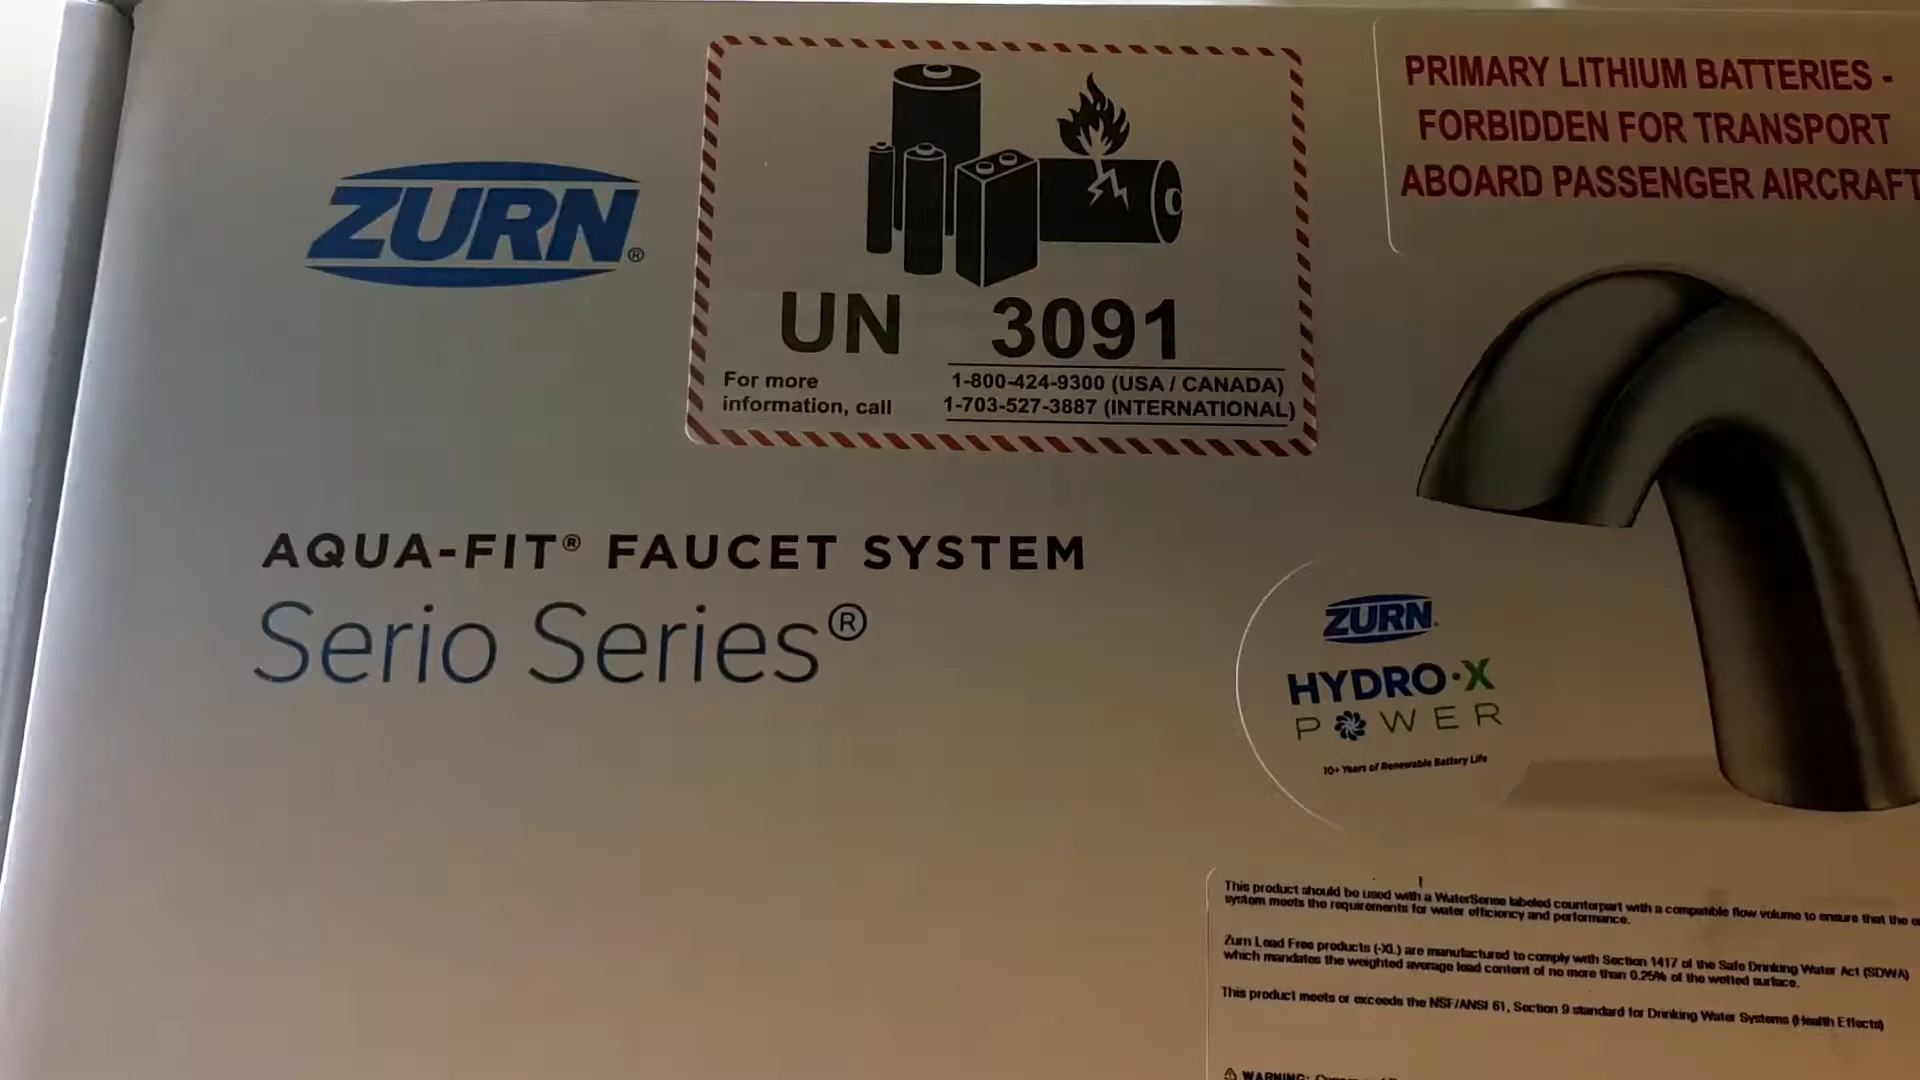 ZURN®
UN 3091
For more
information, call
1-800-424-9300 (USA / CANADA)
1-703-527-3887 (INTERNATIONAL)
PRIMARY LITHIUM BATTERIES -
FORBIDDEN FOR TRANSPORT
ABOARD PASSENGER AIRCRAFT
AQUA-FIT® FAUCET SYSTEM
Serio Series®
ZURN
HYDRO·X
POWER
10+ Years of Renewable Battery Life
This product should be used with a WaterSense labeled counterpart with a compatible flow volume to ensure that the
system meets the requirements for water efficiency and performance.
Zurn Lead Free products (-XL) are manufactured to comply with Section 1417 of the Safe Drinking Water Act (SDWA)
which mandates the weighted average lead content of no more than 0.25% of the wetted surface.
This product meets or exceeds the NSF/ANSI 61, Section 9 standard for Drinking Water Systems (Health Effects)
WARNING: